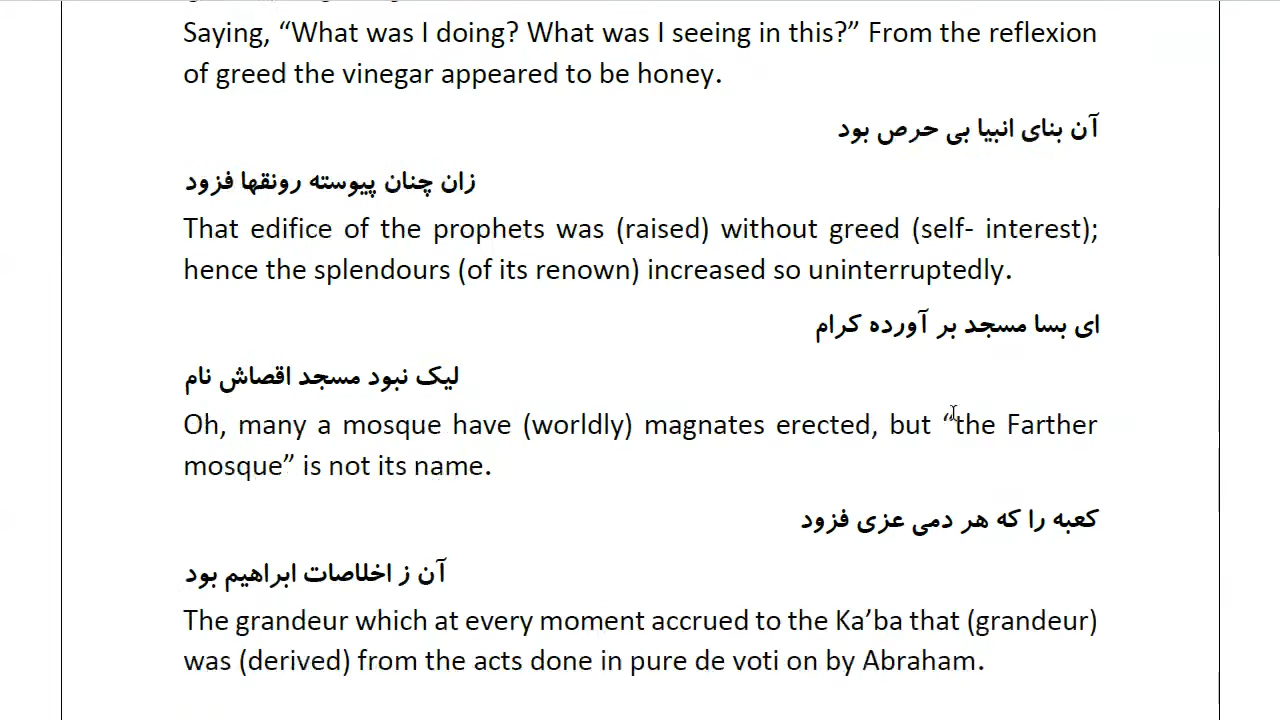 Saying, “What was I doing? What was I seeing in this?” From the reflexion
of greed the vinegar appeared to be honey.
آن بنای انبیا بی حرص بود
زان چنان پیوسته رونقها فزود
That edifice of the prophets was (raised) without greed (self- interest);
hence the splendours (of its renown) increased so uninterruptedly.
ای بسا مسجد بر آورده کرام
لیک نبود مسجد اقصاش نام
Oh, many a mosque have (worldly) magnates erected, but “the Farther
mosque” is not its name.
کعبه را که هر دمی عزی فزود
آن ز اخلاصات ابراهیم بود
The grandeur which at every moment accrued to the Ka’ba that (grandeur)
was (derived) from the acts done in pure de voti on by Abraham.